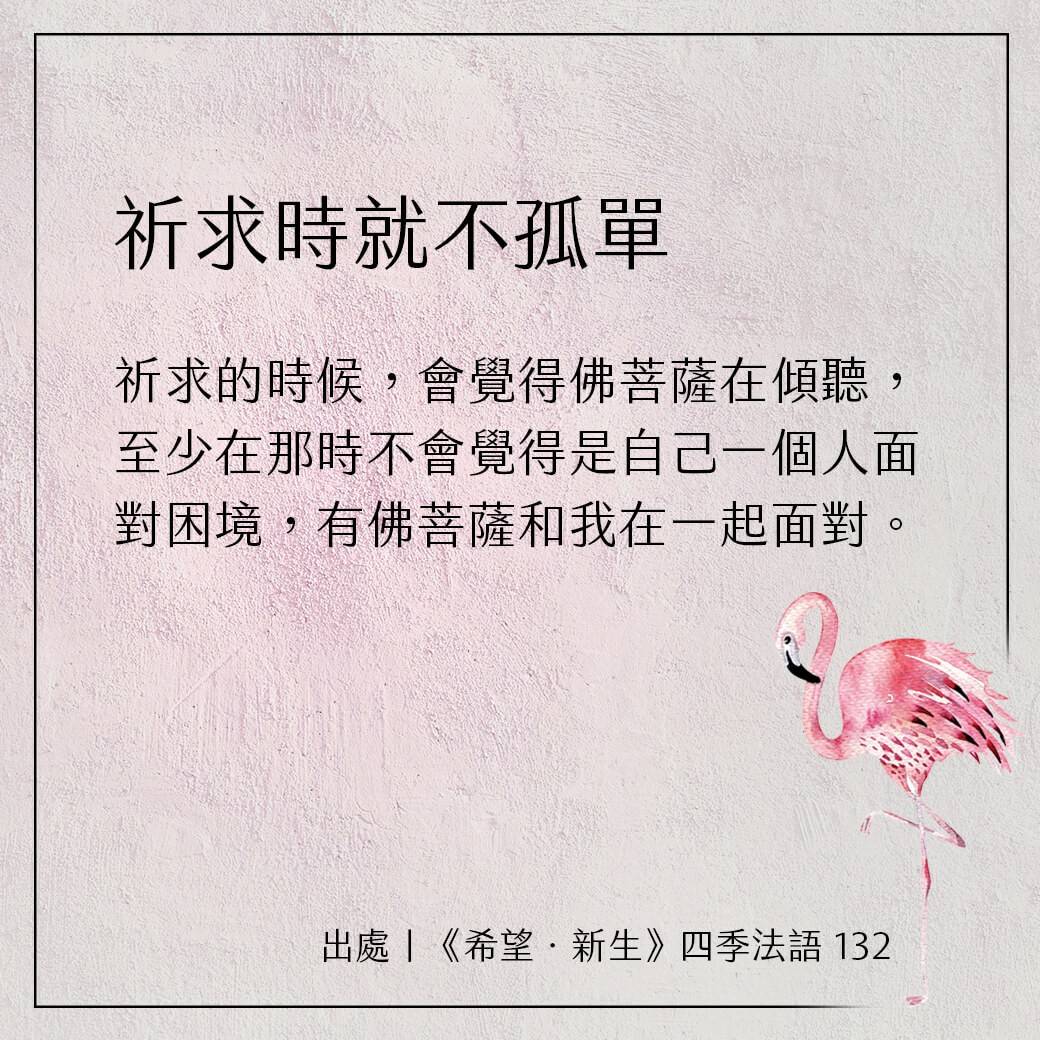 祈求時就不孤單
祈求的時候，會覺得佛菩薩在傾聽，
至少在那時不會覺得是自己一個人面
對困境，有佛菩薩和我在一起面對。
出處｜《希望．新生》四季法語 132